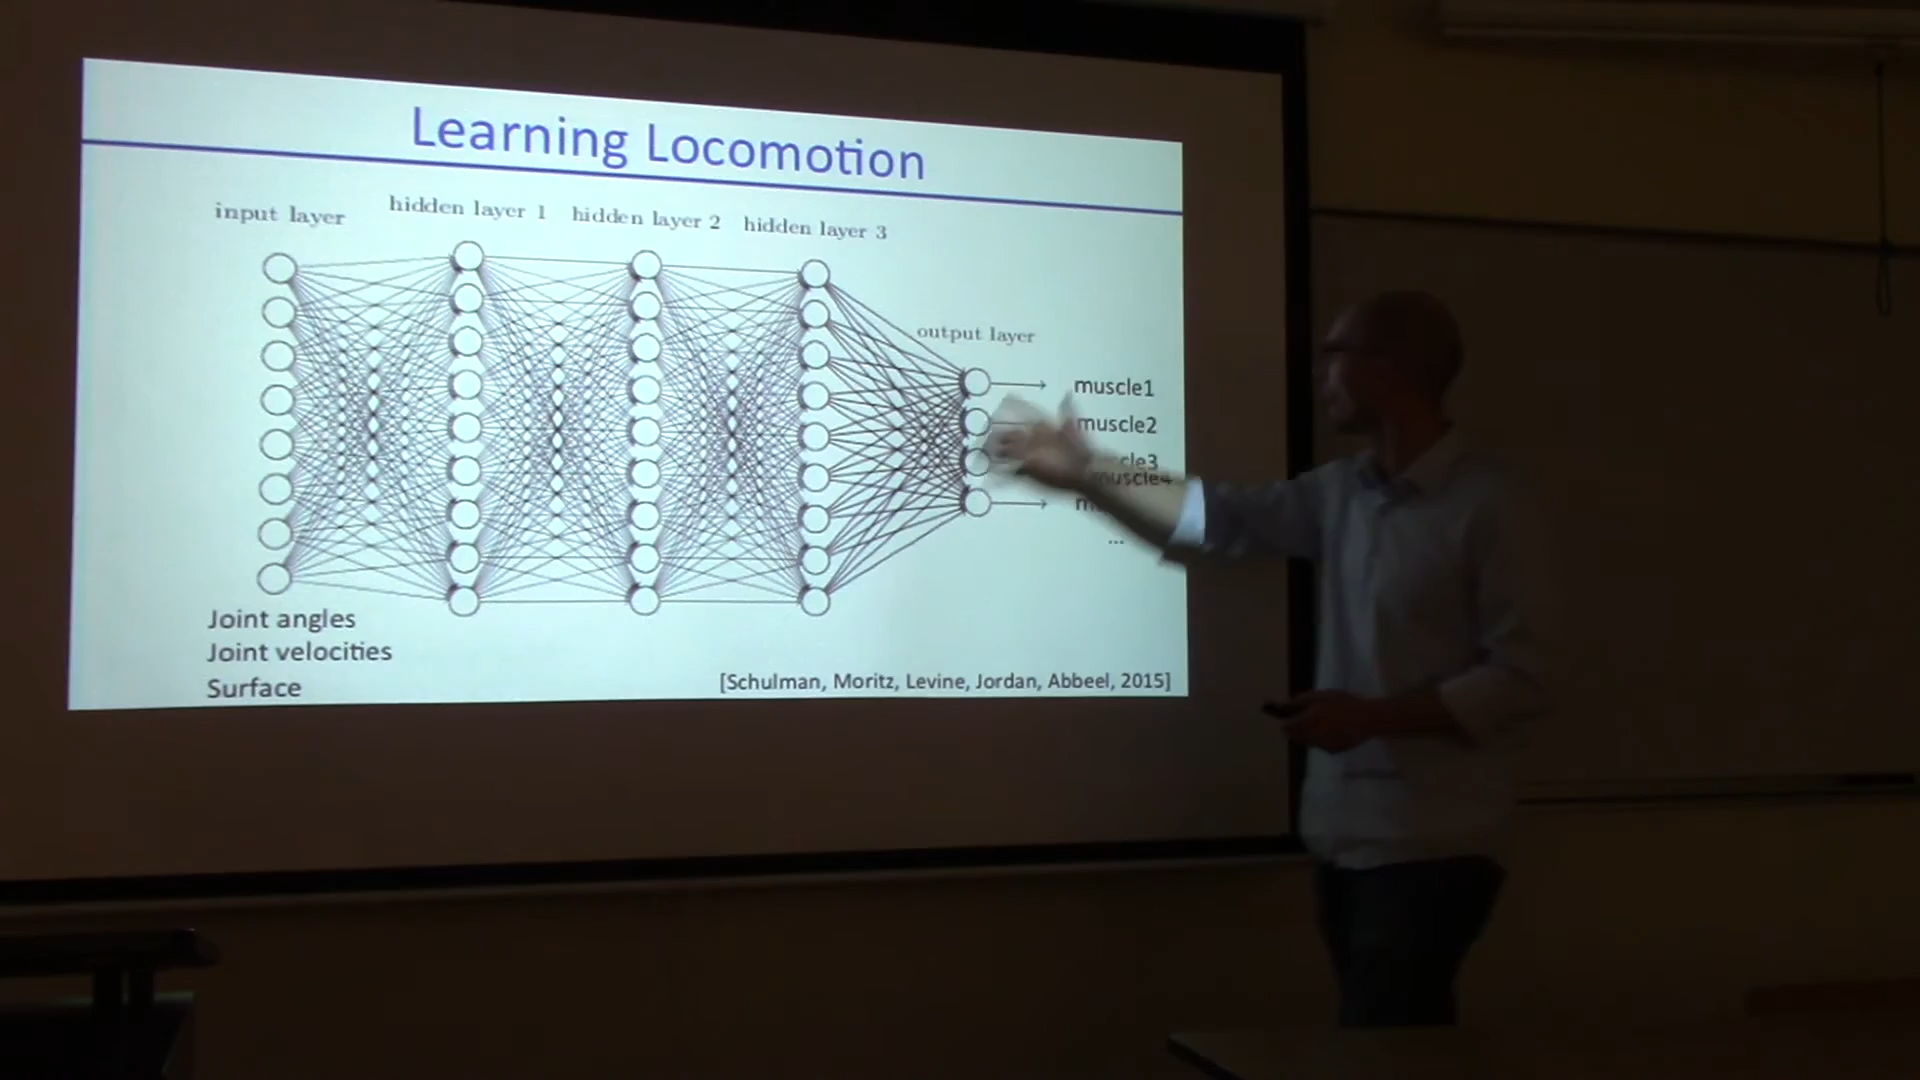 Learning Locomotion
input layer
hidden layer 1
hidden layer 2
hidden layer 3
output layer
muscle1
muscle2
cle3
muscle4
...
Joint angles
Joint velocities
Surface
[Schulman, Moritz, Levine, Jordan, Abbeel, 2015]